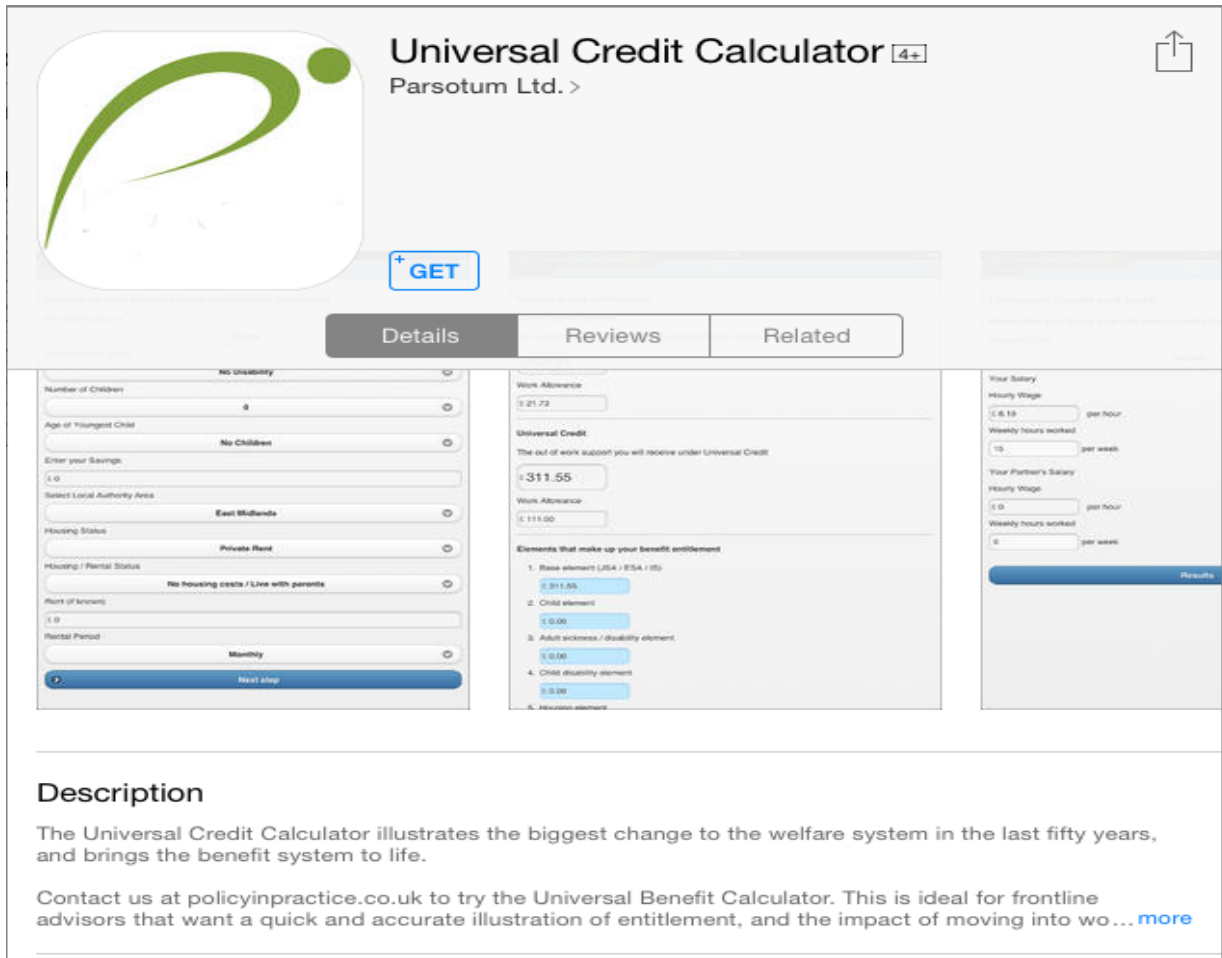 Universal Credit Calculator 4+
Parsotum Ltd. >
+ GET
Details Reviews Related
No Disability
Number of Children
0
Age of Youngest Child
No Children
Enter your Savings
£ 0
Select Local Authority Area
East Midlands
Housing Status
Private Rent
Housing / Rental Status
No housing costs / Live with parents
Rent (if known)
£ 0
Rental Period
Monthly
Next step
Work Allowance
£ 21.73
Universal Credit
The out of work support you will receive under Universal Credit
£ 311.55
Work Allowance
£ 111.00
Elements that make up your benefit entitlement
1. Base element (JSA / ESA / IS)
£ 311.55
2. Child element
£ 0.00
3. Adult sickness / disability element
£ 0.00
4. Child disability element
£ 0.00
5. Housing element
Your Salary
Hourly Wage
£ 6.19 per hour
Weekly hours worked
15 per week
Your Partner's Salary
Hourly Wage
£ 0 per hour
Weekly hours worked
0 per week
Results
Description
The Universal Credit Calculator illustrates the biggest change to the welfare system in the last fifty years,
and brings the benefit system to life.
Contact us at policyinpractice.co.uk to try the Universal Benefit Calculator. This is ideal for frontline
advisors that want a quick and accurate illustration of entitlement, and the impact of moving into wo... more